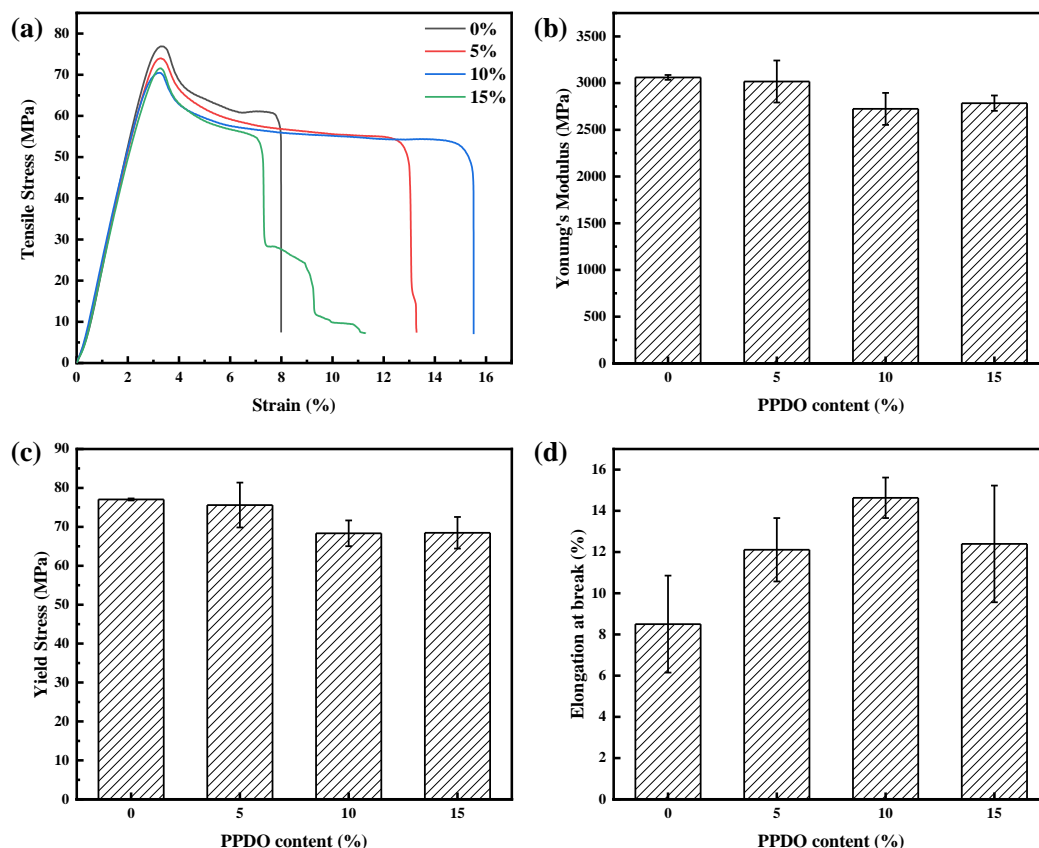 (a)
0%
5%
10%
15%
80
70
60
50
40
30
20
10
0
0 2 4 6 8 10 12 14 16
Tensile Stress (MPa)
Strain (%)
(b)
3500
3000
2500
2000
1500
1000
500
0
0 5 10 15
Yonung's Modulus (MPa)
PPDO content (%)
(c)
90
80
70
60
50
40
30
20
10
0
0 5 10 15
Yield Stress (MPa)
PPDO content (%)
(d)
16
14
12
10
8
6
4
2
0
0 5 10 15
Elongation at break (%)
PPDO content (%)